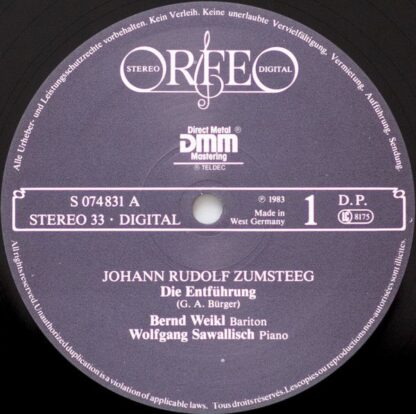 Alle Urheber- und Leistungsschutzrechte vorbehalten. Kein Verleih. Keine unerlaubte Vervielfältigung, Vermietung, Aufführung, Sendung.
STEREO ORFEO DIGITAL
Direct Metal ®
DMM
Mastering
® TELDEC
S 074831 A
STEREO 33 · DIGITAL
℗ 1983
Made in
West Germany
1
D. P.
LC 8175
JOHANN RUDOLF ZUMSTEEG
Die Entführung
(G. A. Bürger)
Bernd Weikl Bariton
Wolfgang Sawallisch Piano
All rights reserved. Unauthorized duplication is a violation of applicable laws. Tous droits réservés. Les copies ou reproductions non-autorisées sont illicites.